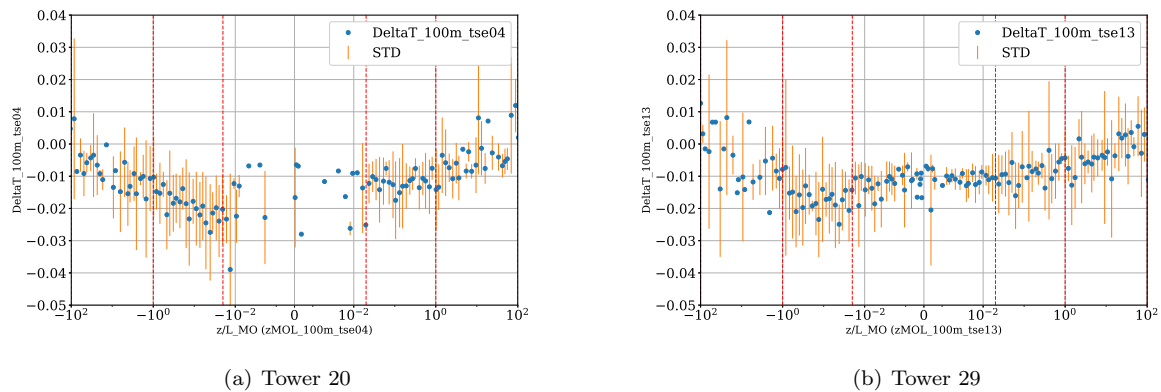 0.04
0.03
0.02
0.01
0.00
−0.01
−0.02
−0.03
−0.04
−0.05
DeltaT_100m_tse04
DeltaT_100m_tse04
STD
−10² −10⁰ −10⁻² 0 10⁻² 10⁰ 10²
z/L_MO (zMOL_100m_tse04)
(a) Tower 20
0.04
0.03
0.02
0.01
0.00
−0.01
−0.02
−0.03
−0.04
−0.05
DeltaT_100m_tse13
DeltaT_100m_tse13
STD
−10² −10⁰ −10⁻² 0 10⁻² 10⁰ 10²
z/L_MO (zMOL_100m_tse13)
(b) Tower 29